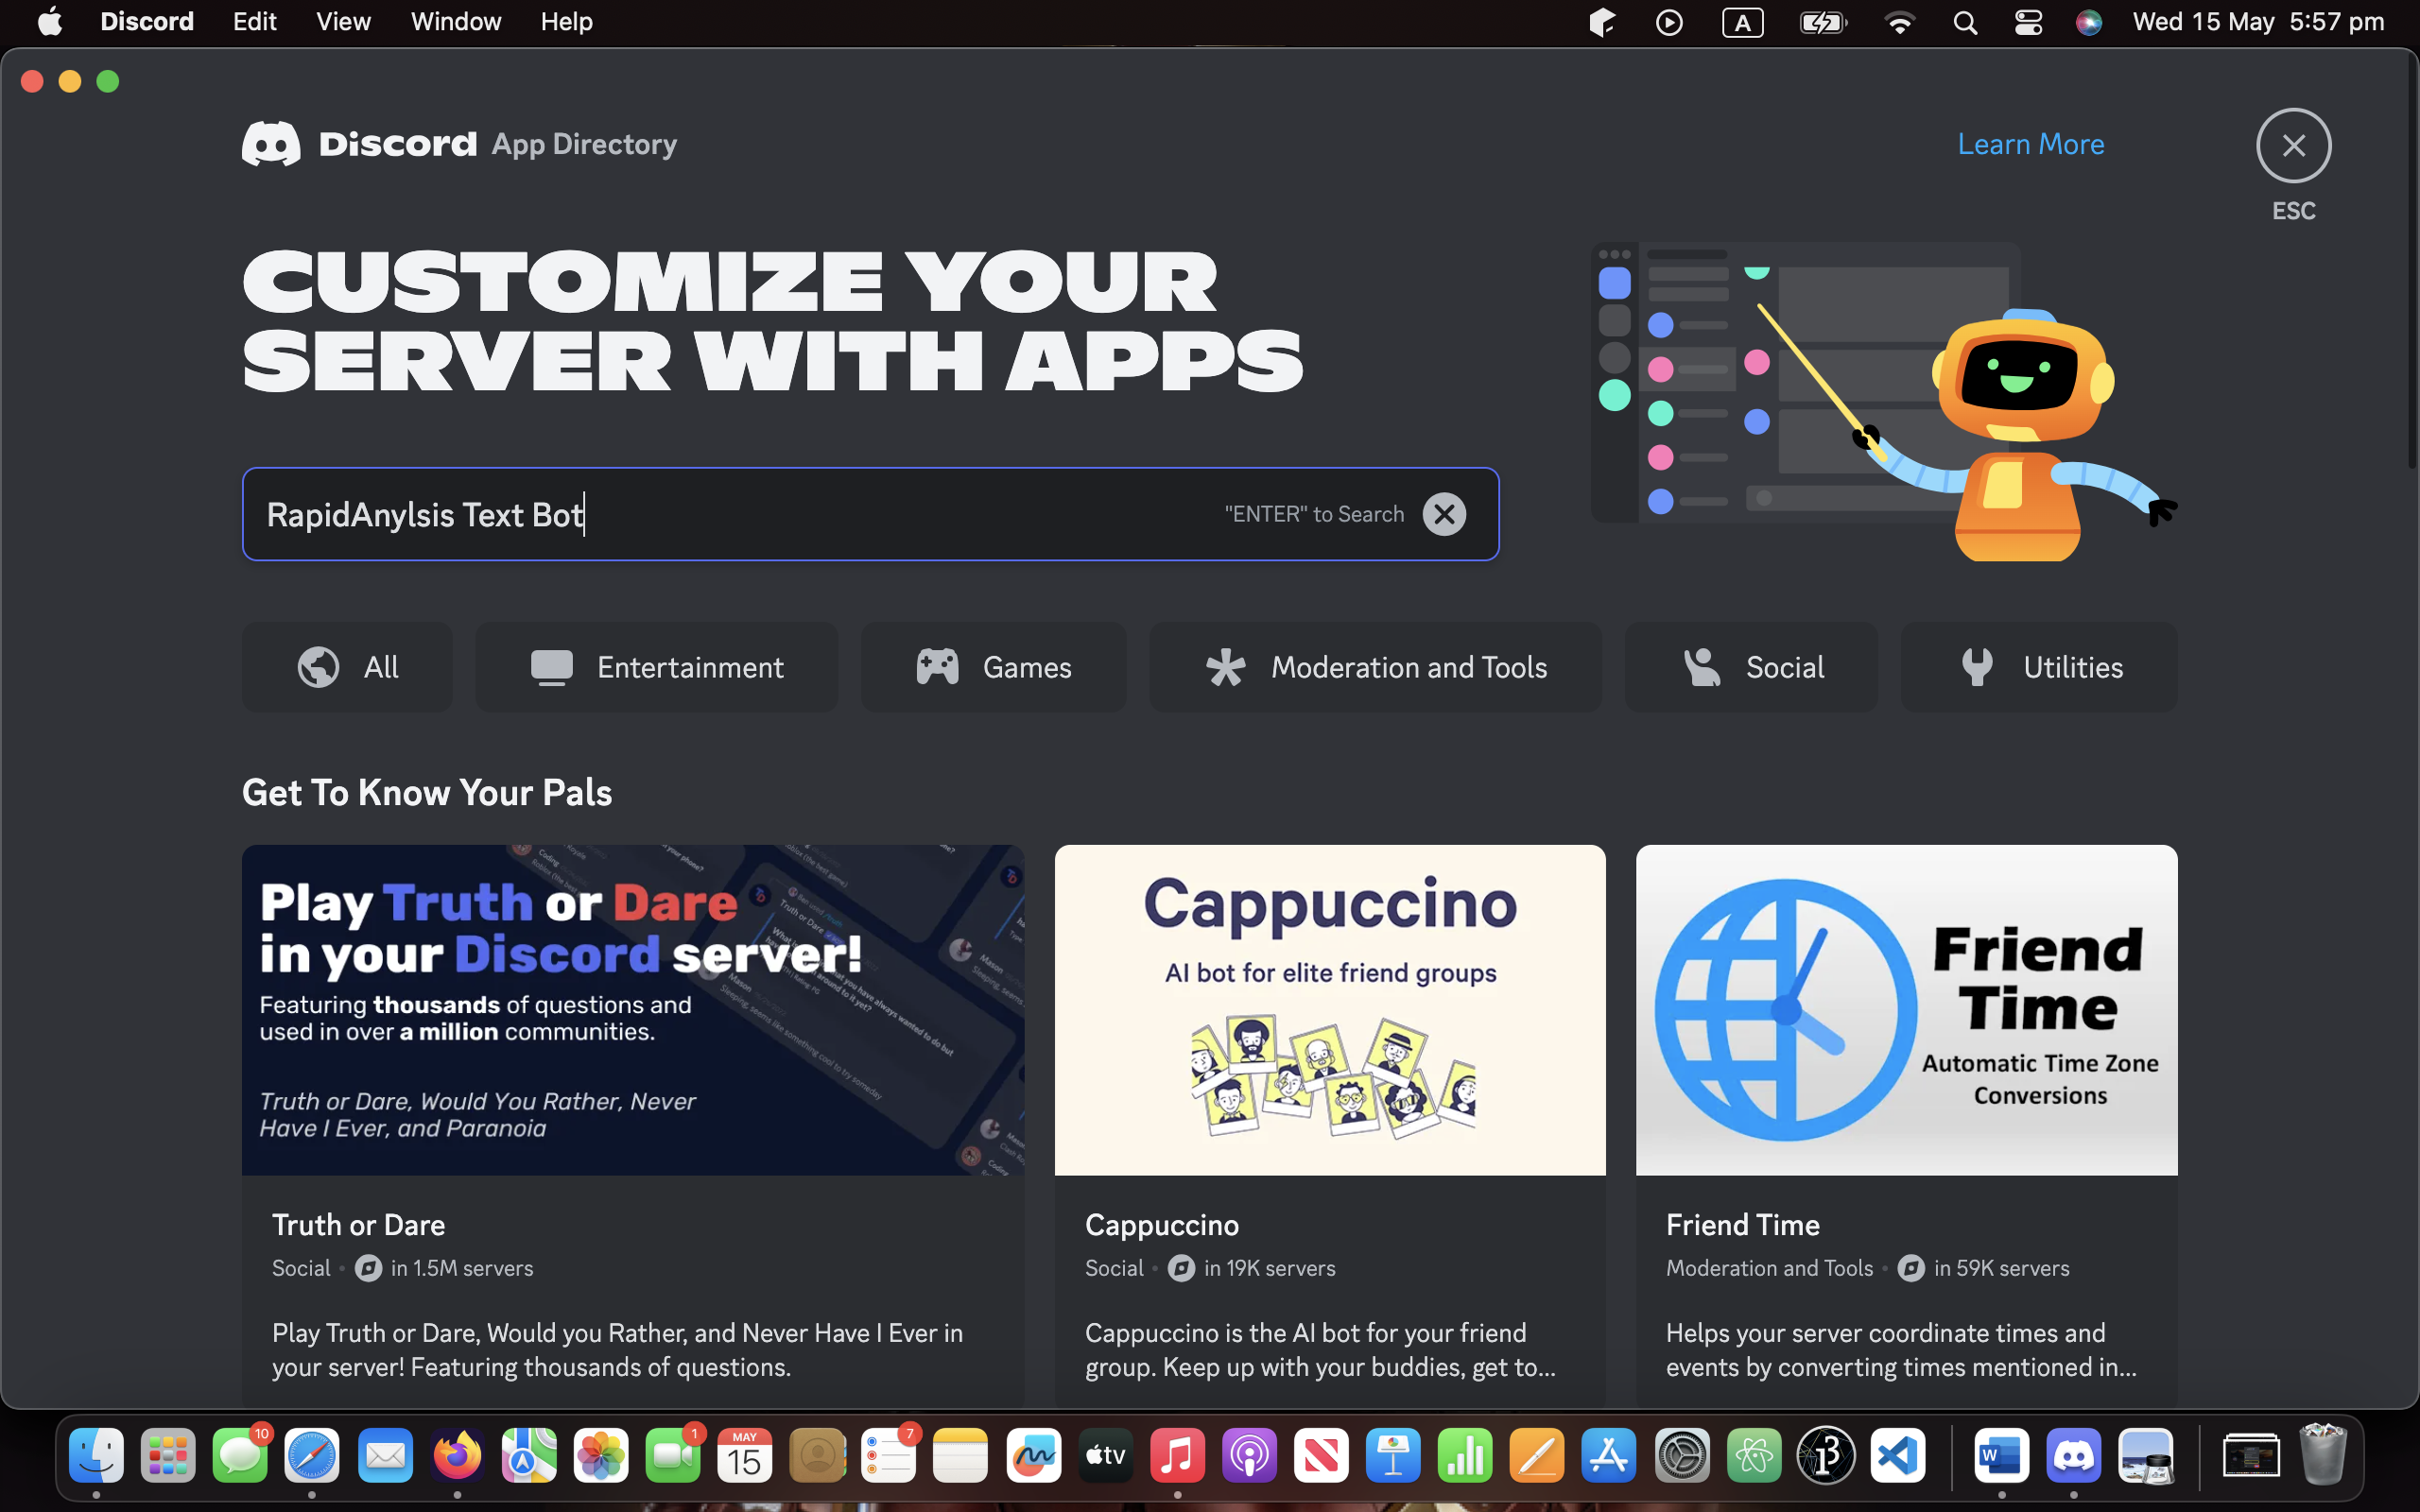 Discord Edit View Window Help A Wed 15 May 5:57 pm
Discord App Directory
Learn More
ESC
CUSTOMIZE YOUR
SERVER WITH APPS
RapidAnylsis Text Bot "ENTER" to Search
All Entertainment Games Moderation and Tools Social Utilities
Get To Know Your Pals
Play Truth or Dare
in your Discord server!
Featuring thousands of questions and
used in over a million communities.
Truth or Dare, Would You Rather, Never
Have I Ever, and Paranoia
Cappuccino
AI bot for elite friend groups
Friend
Time
Automatic Time Zone
Conversions
Truth or Dare
Social • in 1.5M servers
Play Truth or Dare, Would you Rather, and Never Have I Ever in
your server! Featuring thousands of questions.
Cappuccino
Social • in 19K servers
Cappuccino is the AI bot for your friend
group. Keep up with your buddies, get to...
Friend Time
Moderation and Tools • in 59K servers
Helps your server coordinate times and
events by converting times mentioned in...
10 1 MAY 15 7 tv 13 W